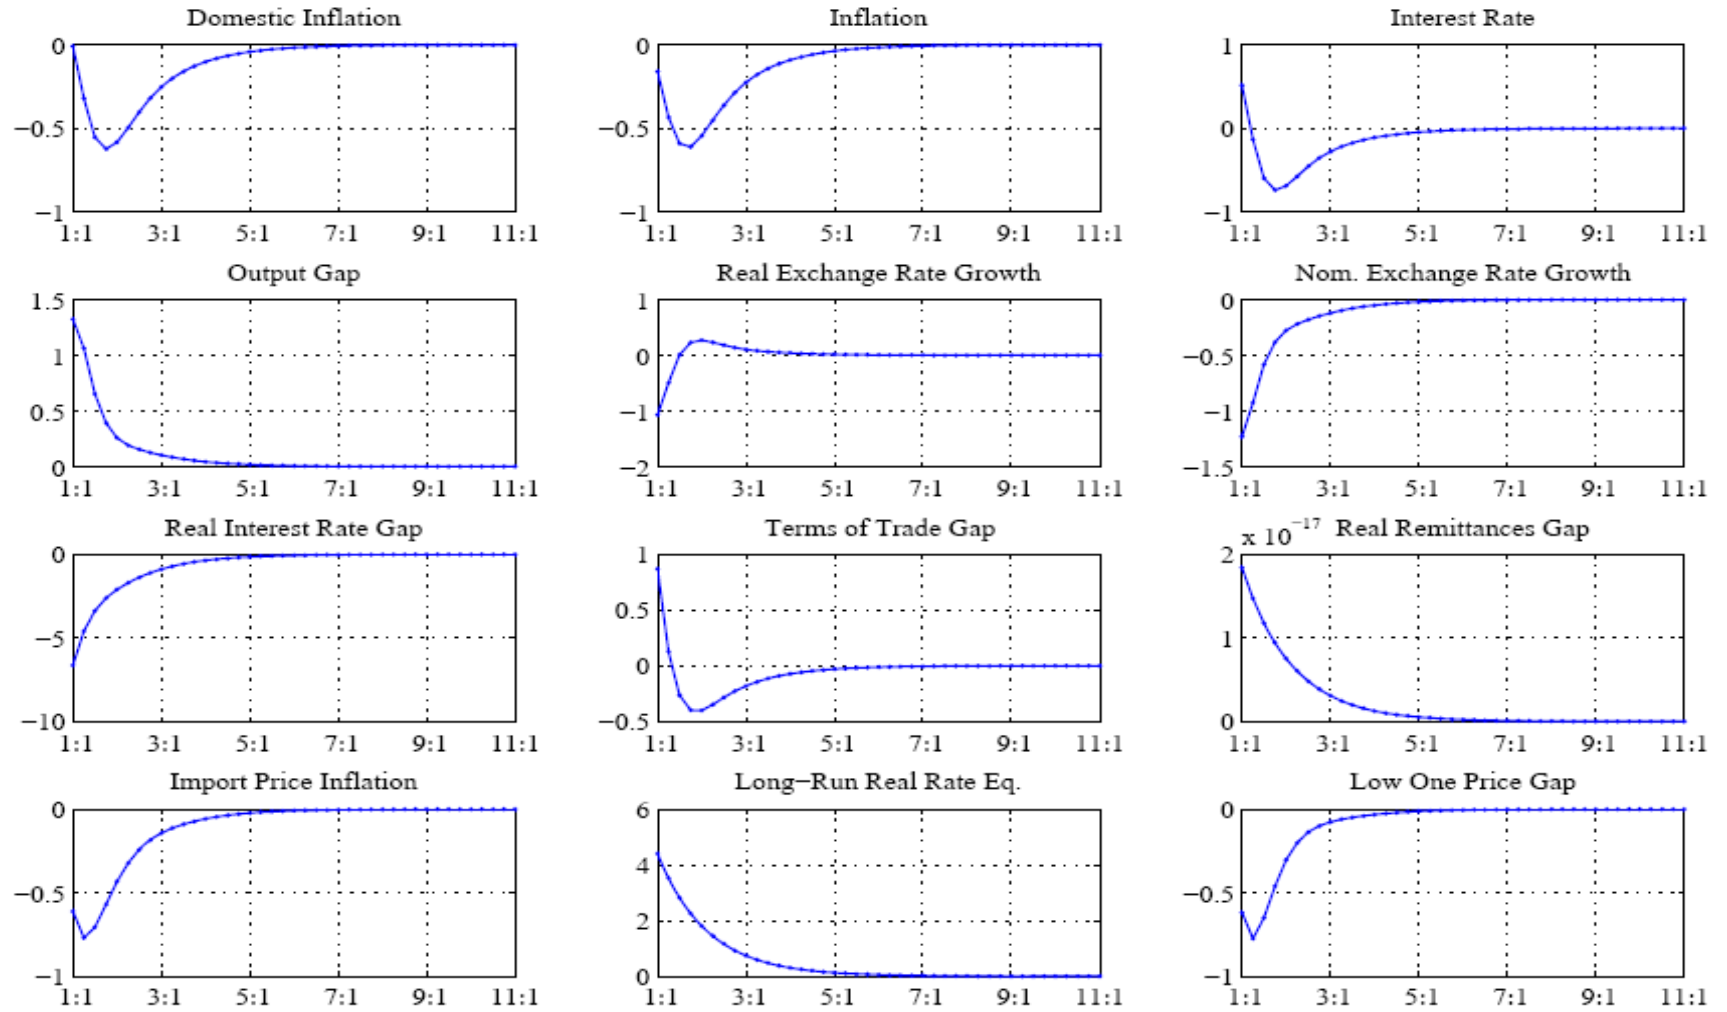 Domestic Inflation
0
−0.5
−1
1:1 3:1 5:1 7:1 9:1 11:1
Inflation
0
−0.5
−1
1:1 3:1 5:1 7:1 9:1 11:1
Interest Rate
1
0
−1
1:1 3:1 5:1 7:1 9:1 11:1
Output Gap
1.5
1
0.5
0
1:1 3:1 5:1 7:1 9:1 11:1
Real Exchange Rate Growth
1
0
−1
−2
1:1 3:1 5:1 7:1 9:1 11:1
Nom. Exchange Rate Growth
0
−0.5
−1
−1.5
1:1 3:1 5:1 7:1 9:1 11:1
Real Interest Rate Gap
0
−5
−10
1:1 3:1 5:1 7:1 9:1 11:1
Terms of Trade Gap
1
0.5
0
−0.5
1:1 3:1 5:1 7:1 9:1 11:1
x 10⁻¹⁷ Real Remittances Gap
2
1
0
1:1 3:1 5:1 7:1 9:1 11:1
Import Price Inflation
0
−0.5
−1
1:1 3:1 5:1 7:1 9:1 11:1
Long−Run Real Rate Eq.
6
4
2
0
1:1 3:1 5:1 7:1 9:1 11:1
Low One Price Gap
0
−0.5
−1
1:1 3:1 5:1 7:1 9:1 11:1